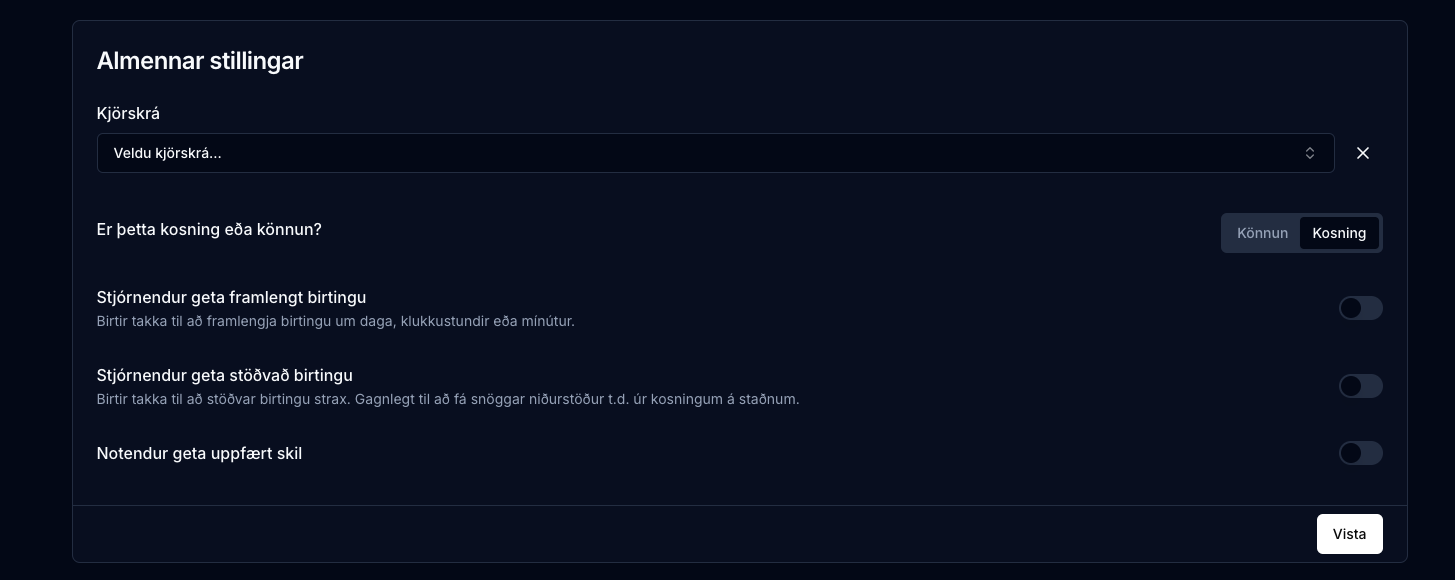 Almennar stillingar
Kjörskrá
Veldu kjörskrá...
Er þetta kosning eða könnun?
Könnun
Kosning
Stjórnendur geta framlengt birtingu
Birtir takka til að framlengja birtingu um daga, klukkustundir eða mínútur.
Stjórnendur geta stöðvað birtingu
Birtir takka til að stöðvar birtingu strax. Gagnlegt til að fá snöggar niðurstöður t.d. úr kosningum á staðnum.
Notendur geta uppfært skil
Vista